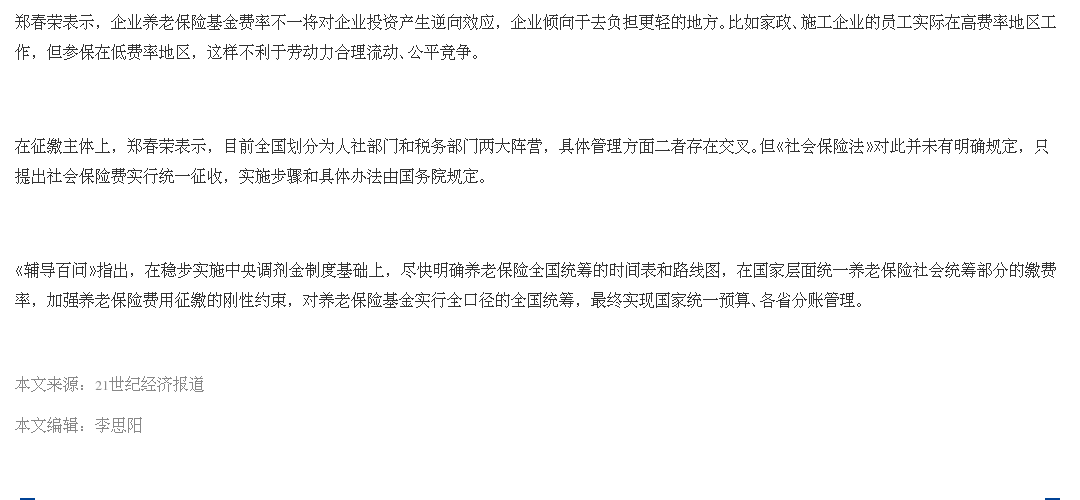 郑春荣表示，企业养老保险基金费率不一将对企业投资产生逆向效应，企业倾向于去负担更轻的地方。比如家政、施工企业的员工实际在高费率地区工
作，但参保在低费率地区，这样不利于劳动力合理流动、公平竞争。
在征缴主体上，郑春荣表示，目前全国划分为人社部门和税务部门两大阵营，具体管理方面二者存在交叉。但《社会保险法》对此并未有明确规定，只
提出社会保险费实行统一征收，实施步骤和具体办法由国务院规定。
《辅导百问》指出，在稳步实施中央调剂金制度基础上，尽快明确养老保险全国统筹的时间表和路线图，在国家层面统一养老保险社会统筹部分的缴费
率，加强养老保险费用征缴的刚性约束，对养老保险基金实行全口径的全国统筹，最终实现国家统一预算、各省分账管理。
本文来源：21世纪经济报道
本文编辑：李思阳